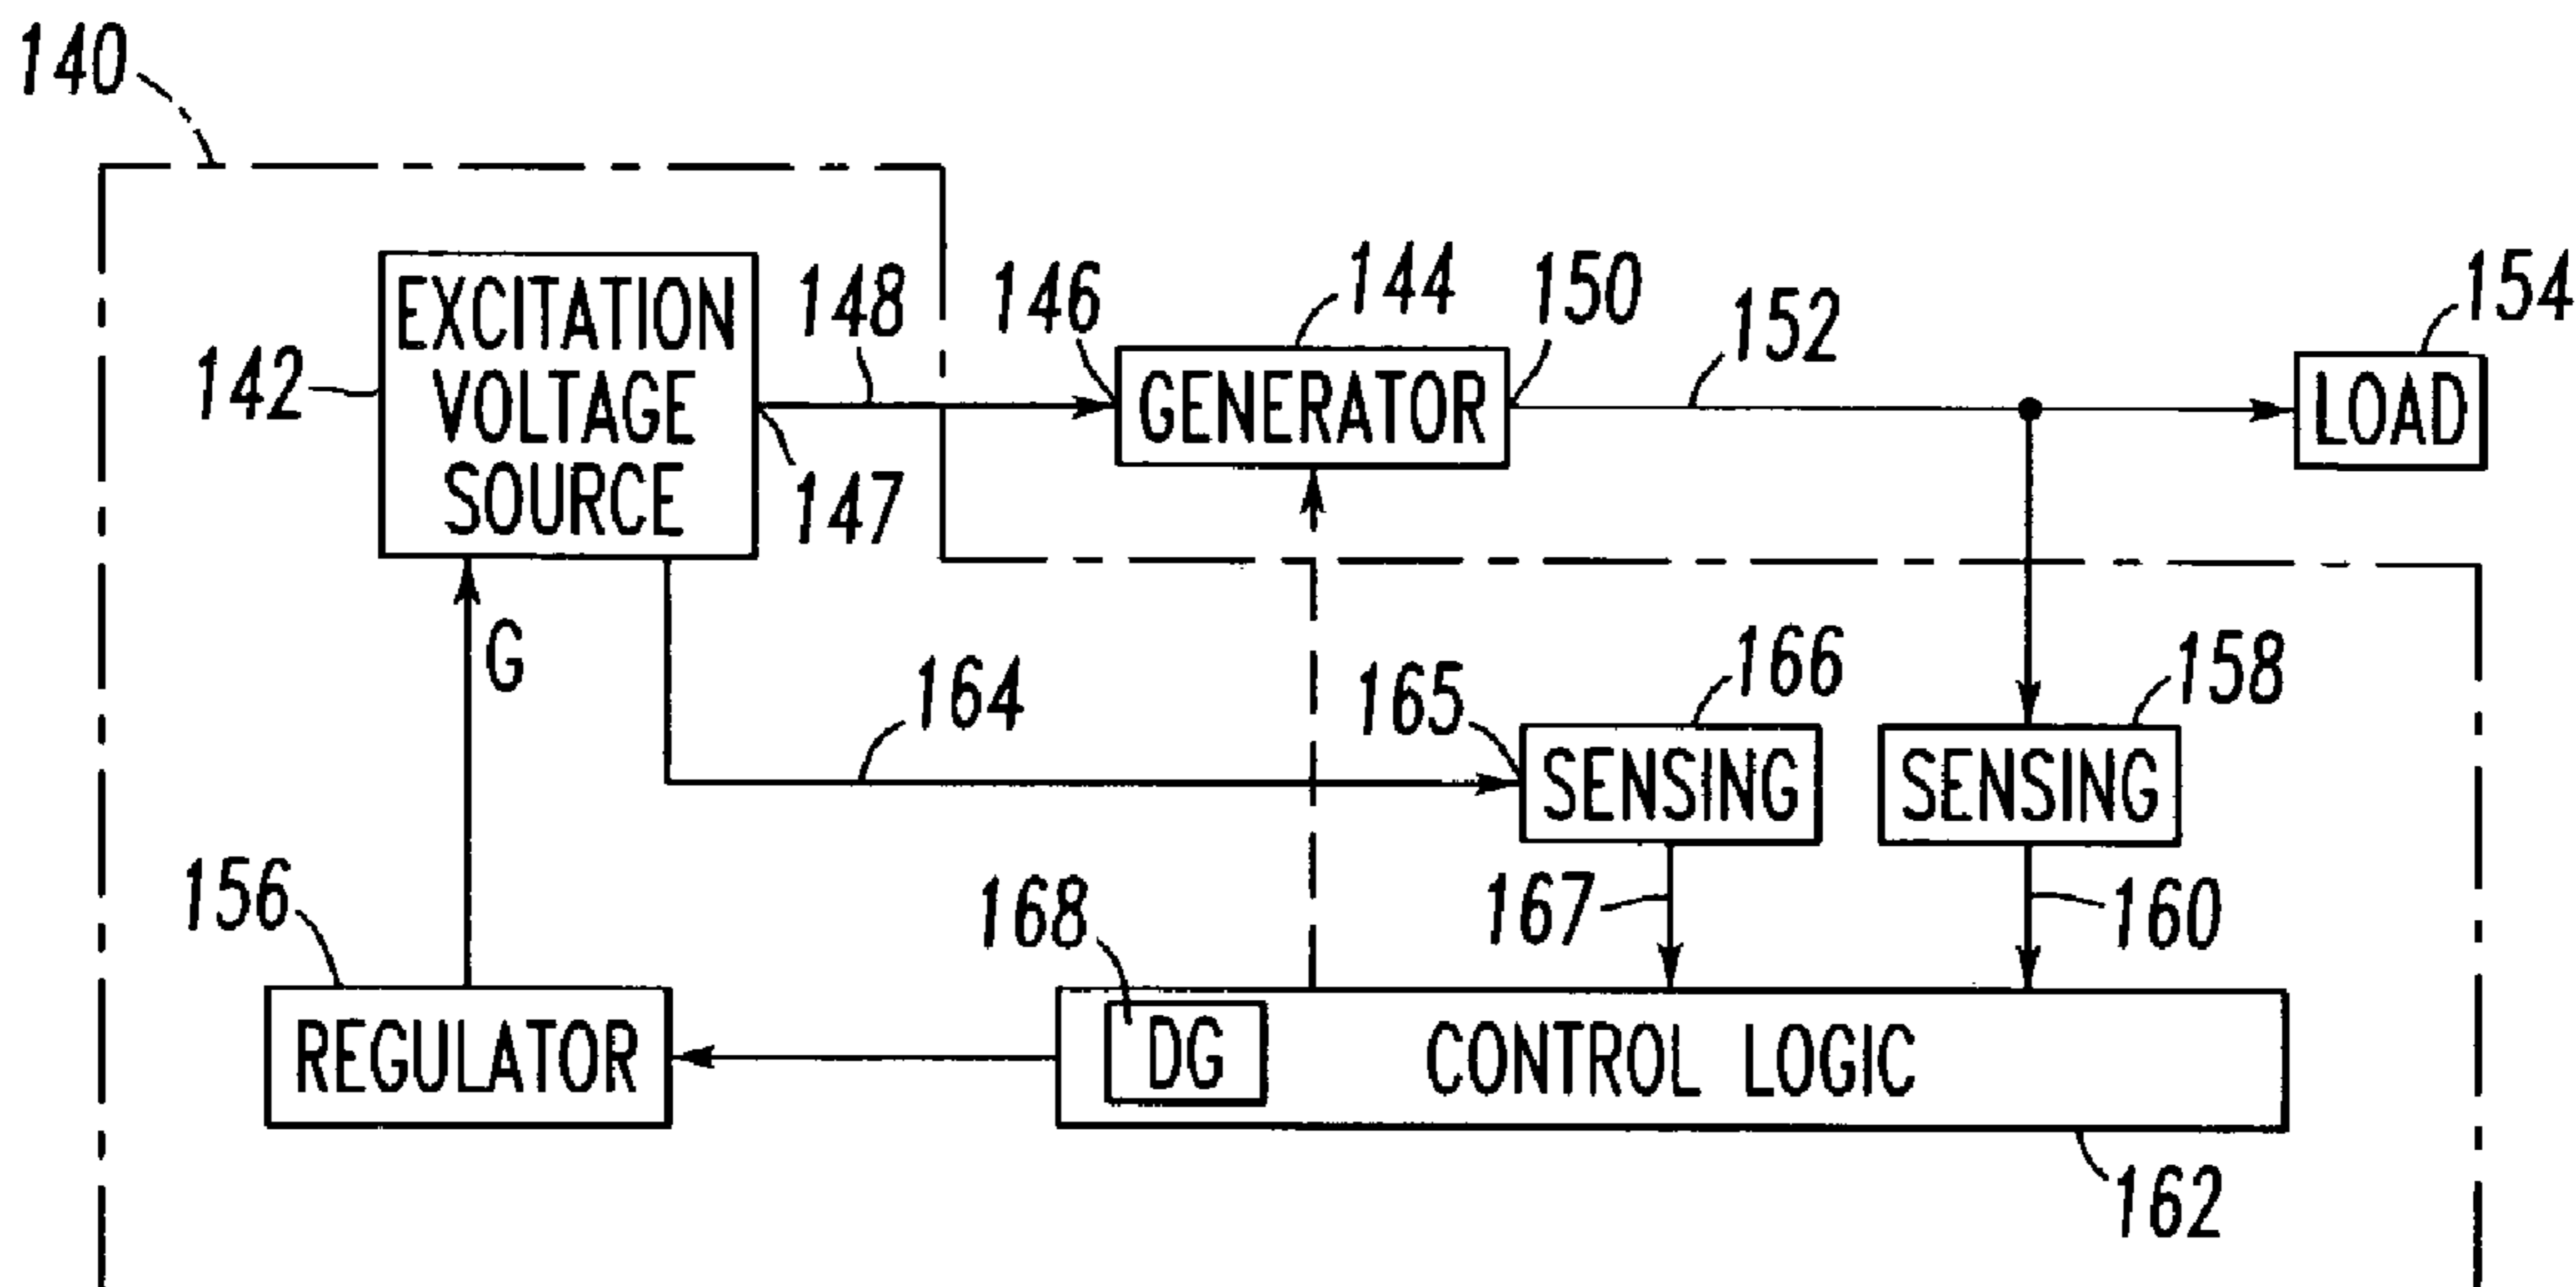 140
EXCITATION
VOLTAGE
SOURCE
142
148
147
146
144
GENERATOR
150
152
154
LOAD
G
164
165
166
SENSING
158
SENSING
156
REGULATOR
168
DG
167
160
CONTROL LOGIC
162